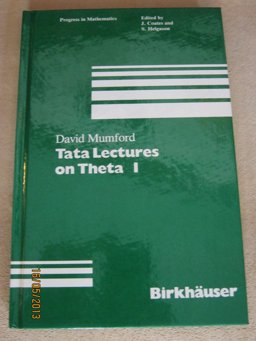 Progress in Mathematics
Edited by
J. Coates and
S. Helgason
David Mumford
Tata Lectures
on Theta I
Birkhäuser
16/05/2013